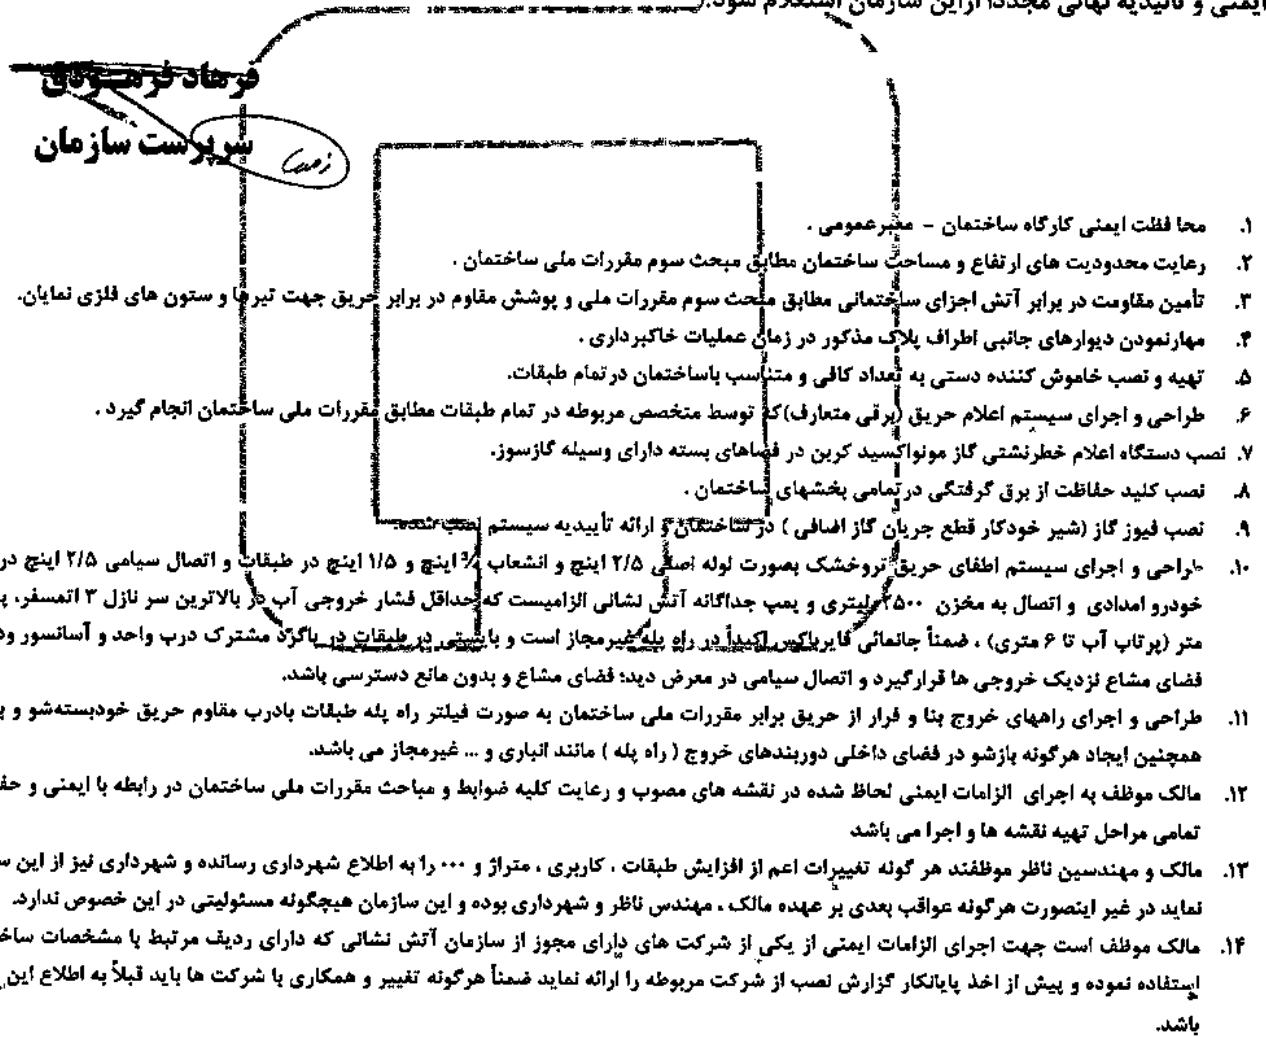 ایمنی و تائیدیه نهائی مجددا ازاین سازمان استعلام شود.
فرهاد فرهـــودی
سرپرست سازمان
۱. محا فظت ایمنی کارگاه ساختمان - معبرعمومی .
۲. رعایت محدودیت های ارتفاع و مساحت ساختمان مطابق مبحث سوم مقررات ملی ساختمان .
۳. تأمین مقاومت در برابر آتش اجزای ساختمانی مطابق مبحث سوم مقررات ملی و پوشش مقاوم در برابر حریق جهت تیرها و ستون های فلزی نمایان.
۴. مهارنمودن دیوارهای جانبی اطراف پلاک مذکور در زمان عملیات خاکبرداری .
۵. تهیه و نصب خاموش کننده دستی به تعداد کافی و متناسب باساختمان درتمام طبقات.
۶. طراحی و اجرای سیستم اعلام حریق (برقی متعارف)که توسط متخصص مربوطه در تمام طبقات مطابق مقررات ملی ساختمان انجام گیرد .
۷. نصب دستگاه اعلام خطرنشتی گاز مونواکسید کربن در فضاهای بسته دارای وسیله گازسوز.
۸. نصب کلید حفاظت از برق گرفتگی درتمامی بخشهای ساختمان .
۹. نصب فیوز گاز (شیر خودکار قطع جریان گاز اضافی ) در ساختمان و ارائه تأییدیه سیستم نصب شده.
۱۰. طراحی و اجرای سیستم اطفای حریق تروخشک بصورت لوله اصلی ۲/۵ اینچ و انشعاب ¾ اینچ و ۱/۵ اینچ در طبقات و اتصال سیامی ۲/۵ اینچ در
خودرو امدادی و اتصال به مخزن ۲۵۰۰ لیتری و پمپ جداگانه آتش نشانی الزامیست که حداقل فشار خروجی آب در بالاترین سر نازل ۳ اتمسفر،
متر (پرتاب آب تا ۶ متری) ، ضمناً جانمائی فایرباکس اکیداً در راه پله غیرمجاز است و بایستی در طبقات در پاگرد مشترک درب واحد و آسانسور
فضای مشاع نزدیک خروجی ها قرارگیرد و اتصال سیامی در معرض دید؛ فضای مشاع و بدون مانع دسترسی باشد.
۱۱. طراحی و اجرای راههای خروج بنا و فرار از حریق برابر مقررات ملی ساختمان به صورت فیلتر راه پله طبقات بادرب مقاوم حریق خودبسته‌شو و
همچنین ایجاد هرگونه بازشو در فضای داخلی دوربندهای خروج ( راه پله ) مانند انباری و ... غیرمجاز می باشد.
۱۲. مالک موظف به اجرای الزامات ایمنی لحاظ شده در نقشه های مصوب و رعایت کلیه ضوابط و مباحث مقررات ملی ساختمان در رابطه با ایمنی و
تمامی مراحل تهیه نقشه ها و اجرا می باشد
۱۳. مالک و مهندسین ناظر موظفند هر گونه تغییرات اعم از افزایش طبقات ، کاربری ، متراژ و ... را به اطلاع شهرداری رسانده و شهرداری نیز از این
نماید در غیر اینصورت هرگونه عواقب بعدی بر عهده مالک ، مهندس ناظر و شهرداری بوده و این سازمان هیچگونه مسئولیتی در این خصوص ندارد.
۱۴. مالک موظف است جهت اجرای الزامات ایمنی از یکی از شرکت های دارای مجوز از سازمان آتش نشانی که دارای ردیف مرتبط با مشخصات
استفاده نموده و پیش از اخذ پایانکار گزارش نصب از شرکت مربوطه را ارائه نماید ضمناً هرگونه تغییر و همکاری با شرکت ها باید قبلاً به اطلاع این
باشد.